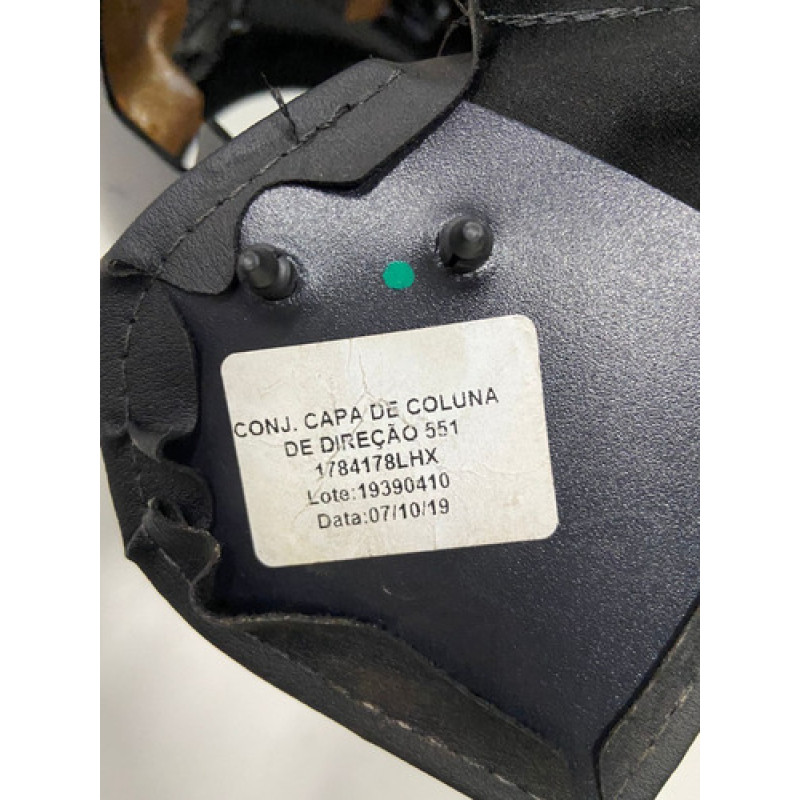 CONJ. CAPA DE COLUNA
DE DIREÇÃO 551
1784178LHX
Lote:19390410
Data:07/10/19